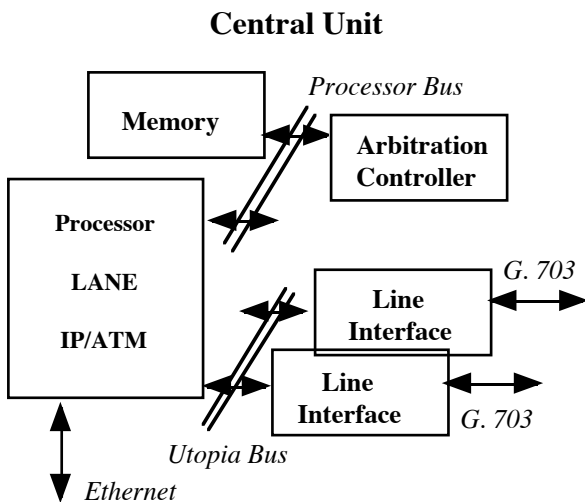 Central Unit
Processor Bus
Memory
Arbitration
Controller
Processor
LANE
IP/ATM
G. 703
Line
Interface
Line
Interface
G. 703
Utopia Bus
Ethernet